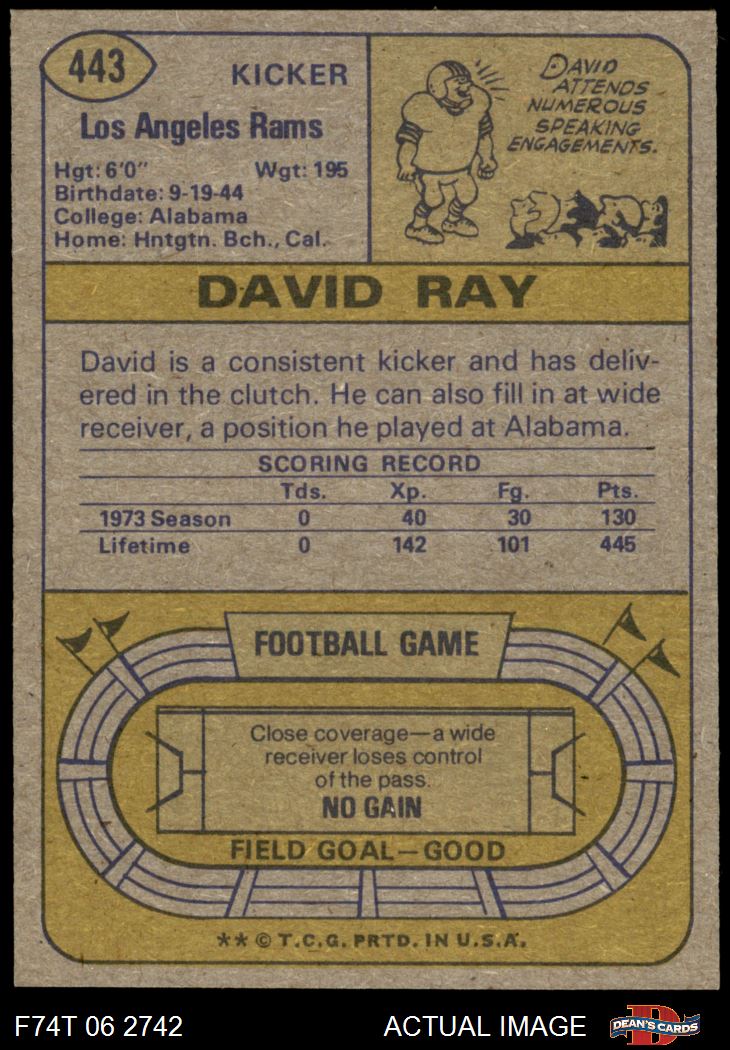 443
KICKER
Los Angeles Rams
Hgt: 6'0" Wgt: 195
Birthdate: 9-19-44
College: Alabama
Home: Hntgtn. Bch., Cal.
DAVID
ATTENDS
NUMEROUS
SPEAKING
ENGAGEMENTS.
DAVID RAY
David is a consistent kicker and has deliv-
ered in the clutch. He can also fill in at wide
receiver, a position he played at Alabama.
SCORING RECORD
Tds. Xp. Fg. Pts.
1973 Season 0 40 30 130
Lifetime 0 142 101 445
FOOTBALL GAME
Close coverage—a wide
receiver loses control
of the pass.
NO GAIN
FIELD GOAL—GOOD
** © T.C.G. PRTD. IN U.S.A.
F74T 06 2742 ACTUAL IMAGE
D
DEAN'S CARDS